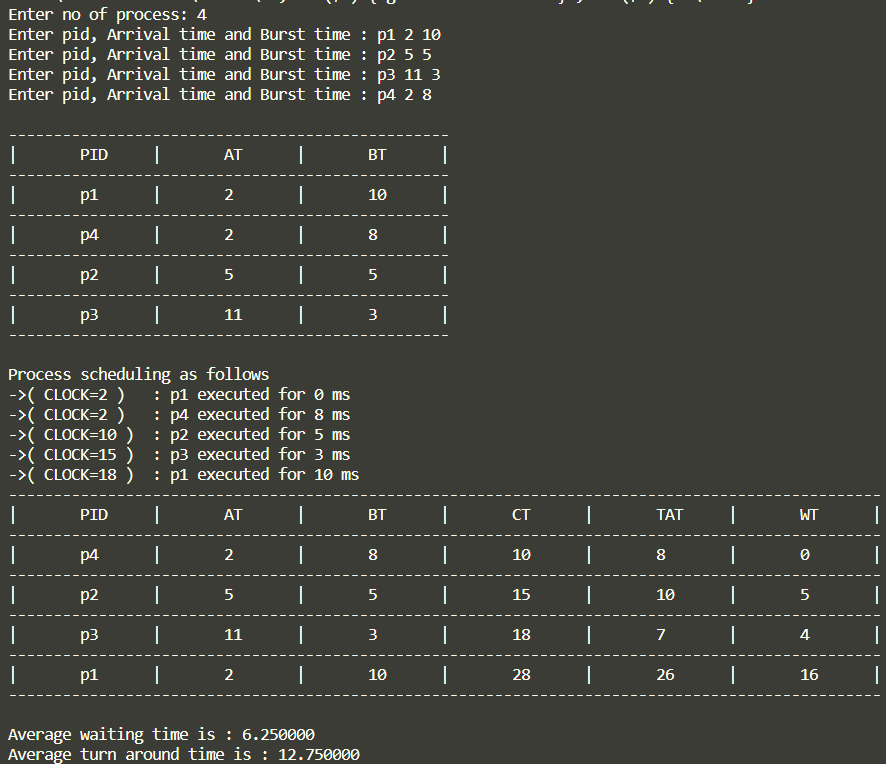 Enter no of process: 4
Enter pid, Arrival time and Burst time : p1 2 10
Enter pid, Arrival time and Burst time : p2 5 5
Enter pid, Arrival time and Burst time : p3 11 3
Enter pid, Arrival time and Burst time : p4 2 8
-------------------------------------------------
|       PID     |       AT      |       BT      |
-------------------------------------------------
|       p1      |       2       |       10      |
-------------------------------------------------
|       p4      |       2       |       8       |
-------------------------------------------------
|       p2      |       5       |       5       |
-------------------------------------------------
|       p3      |       11      |       3       |
-------------------------------------------------
Process scheduling as follows
->( CLOCK=2 )   : p1 executed for 0 ms
->( CLOCK=2 )   : p4 executed for 8 ms
->( CLOCK=10 )  : p2 executed for 5 ms
->( CLOCK=15 )  : p3 executed for 3 ms
->( CLOCK=18 )  : p1 executed for 10 ms
-------------------------------------------------------------------------------------------------
|       PID     |       AT      |       BT      |       CT      |       TAT     |       WT      |
-------------------------------------------------------------------------------------------------
|       p4      |       2       |       8       |       10      |       8       |       0       |
-------------------------------------------------------------------------------------------------
|       p2      |       5       |       5       |       15      |       10      |       5       |
-------------------------------------------------------------------------------------------------
|       p3      |       11      |       3       |       18      |       7       |       4       |
-------------------------------------------------------------------------------------------------
|       p1      |       2       |       10      |       28      |       26      |       16      |
-------------------------------------------------------------------------------------------------
Average waiting time is : 6.250000
Average turn around time is : 12.750000